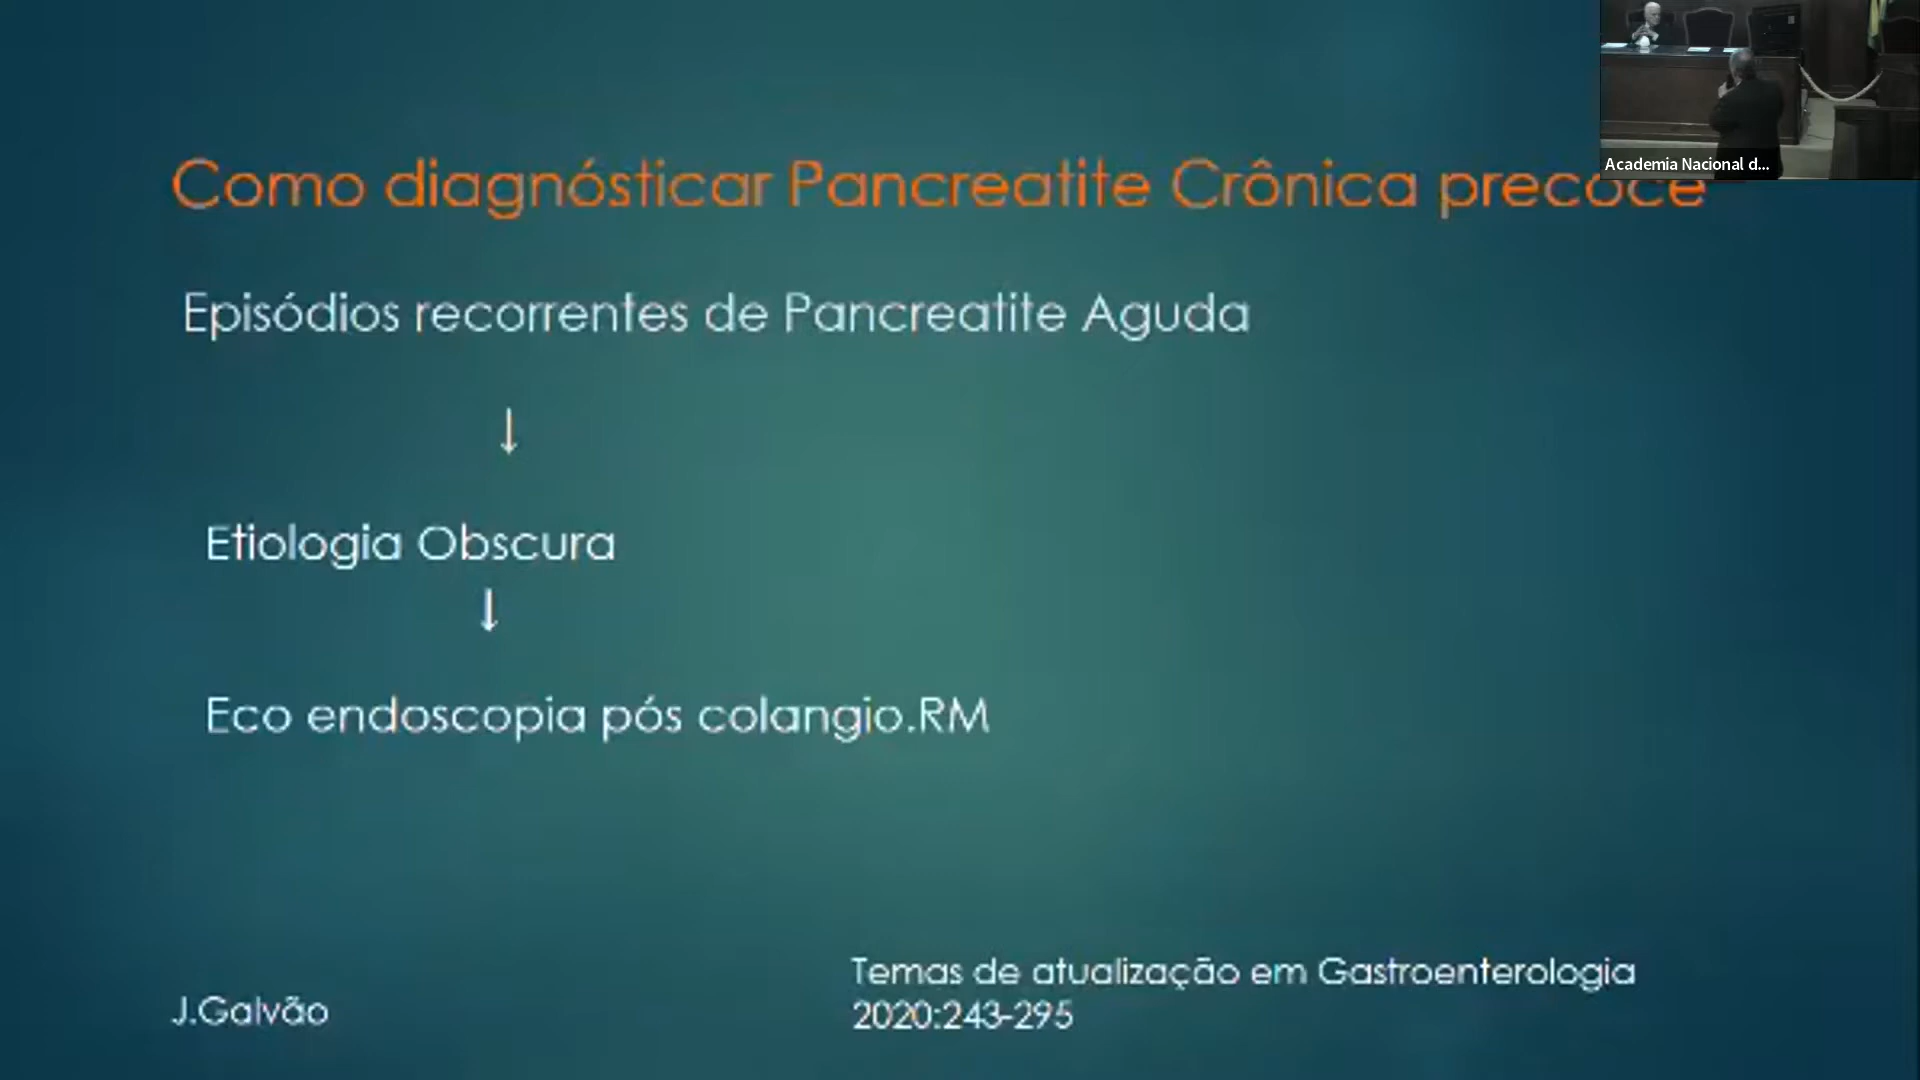 Academia Nacional d...
Como diagnósticar Pancreatite Crônica precoce
Episódios recorrentes de Pancreatite Aguda
↓
Etiologia Obscura
↓
Eco endoscopia pós colangio.RM
Temas de atualização em Gastroenterologia
2020:243-295
J.Galvão